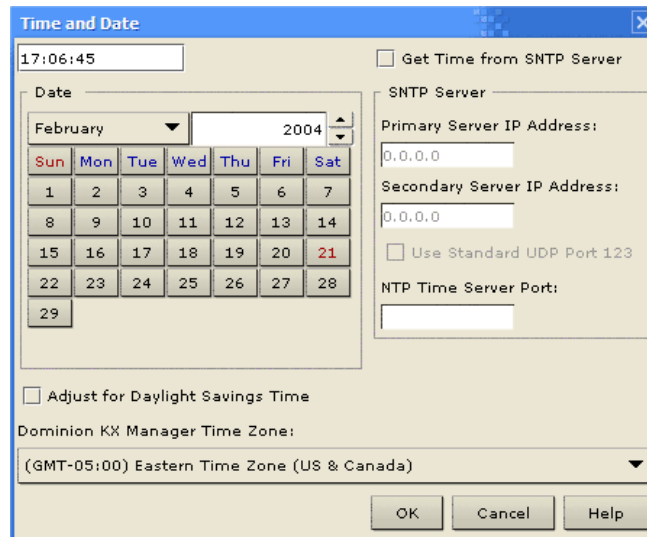 Time and Date
17:06:45
Get Time from SNTP Server
Date
February 2004
Sun Mon Tue Wed Thu Fri Sat
1 2 3 4 5 6 7
8 9 10 11 12 13 14
15 16 17 18 19 20 21
22 23 24 25 26 27 28
29
SNTP Server
Primary Server IP Address:
0.0.0.0
Secondary Server IP Address:
0.0.0.0
Use Standard UDP Port 123
NTP Time Server Port:
Adjust for Daylight Savings Time
Dominion KX Manager Time Zone:
(GMT-05:00) Eastern Time Zone (US & Canada)
OK Cancel Help